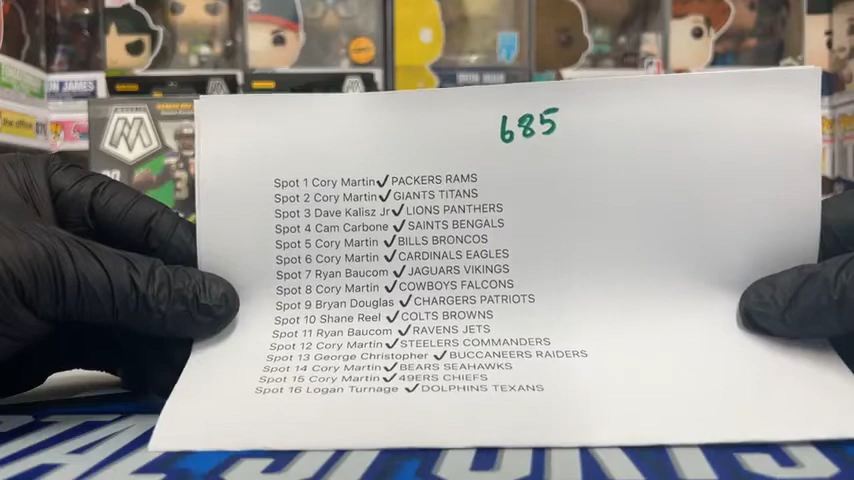 685
Spot 1 Cory Martin✔PACKERS RAMS
Spot 2 Cory Martin✔GIANTS TITANS
Spot 3 Dave Kalisz Jr✔LIONS PANTHERS
Spot 4 Cam Carbone✔SAINTS BENGALS
Spot 5 Cory Martin ✔BILLS BRONCOS
Spot 6 Cory Martin ✔CARDINALS EAGLES
Spot 7 Ryan Baucom ✔JAGUARS VIKINGS
Spot 8 Cory Martin ✔COWBOYS FALCONS
Spot 9 Bryan Douglas ✔CHARGERS PATRIOTS
Spot 10 Shane Reel ✔COLTS BROWNS
Spot 11 Ryan Baucom ✔RAVENS JETS
Spot 12 Cory Martin✔STEELERS COMMANDERS
Spot 13 George Christopher ✔BUCCANEERS RAIDERS
Spot 14 Cory Martin✔BEARS SEAHAWKS
Spot 15 Cory Martin✔49ERS CHIEFS
Spot 16 Logan Turnage ✔DOLPHINS TEXANS
JAMES
the office
SPORTS